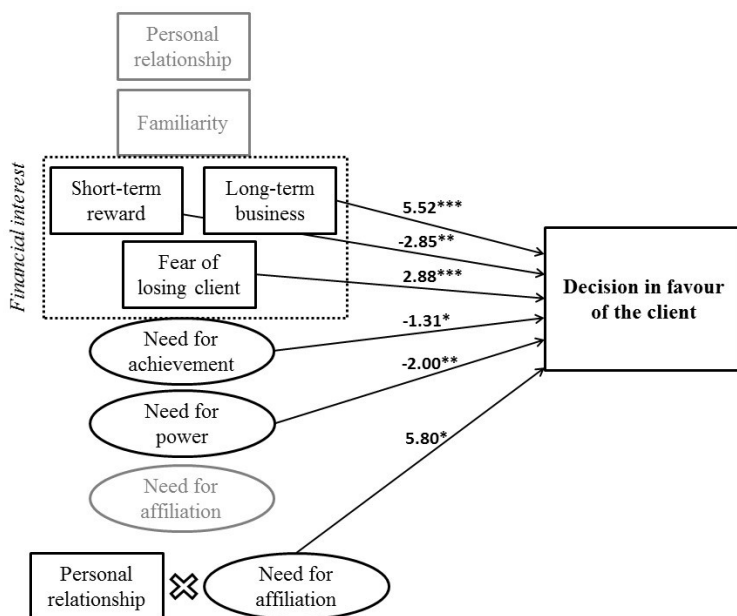 Personal
relationship
Familiarity
Financial interest
Short-term
reward
Long-term
business
Fear of
losing client
Need for
achievement
Need for
power
Need for
affiliation
Personal
relationship
Need for
affiliation
5.52***
-2.85**
2.88***
-1.31*
-2.00**
5.80*
Decision in favour
of the client